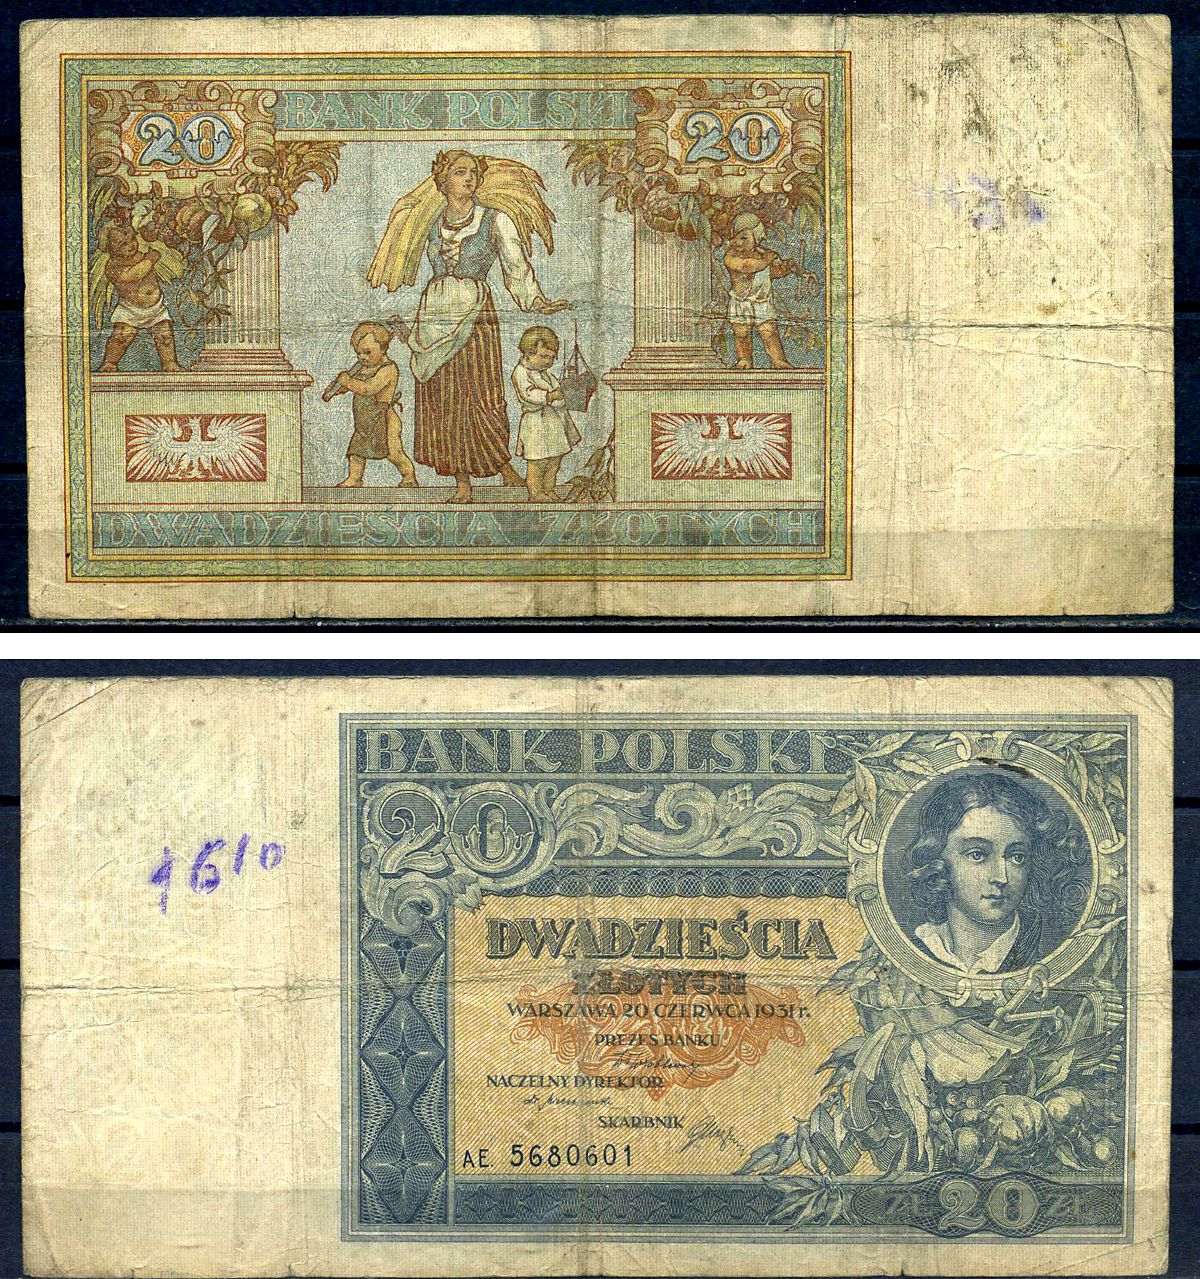 BANK POLSKI
20 20
DWADZIEŚCIA ZŁOTYCH
BANK POLSKI
20
1610
DWADZIEŚCIA
ZŁOTYCH
WARSZAWA 20 CZERWCA 1931 r.
PREZES BANKU
NACZELNY DYREKTOR
SKARBNIK
AE. 5680601
ZŁ 20 ZŁ